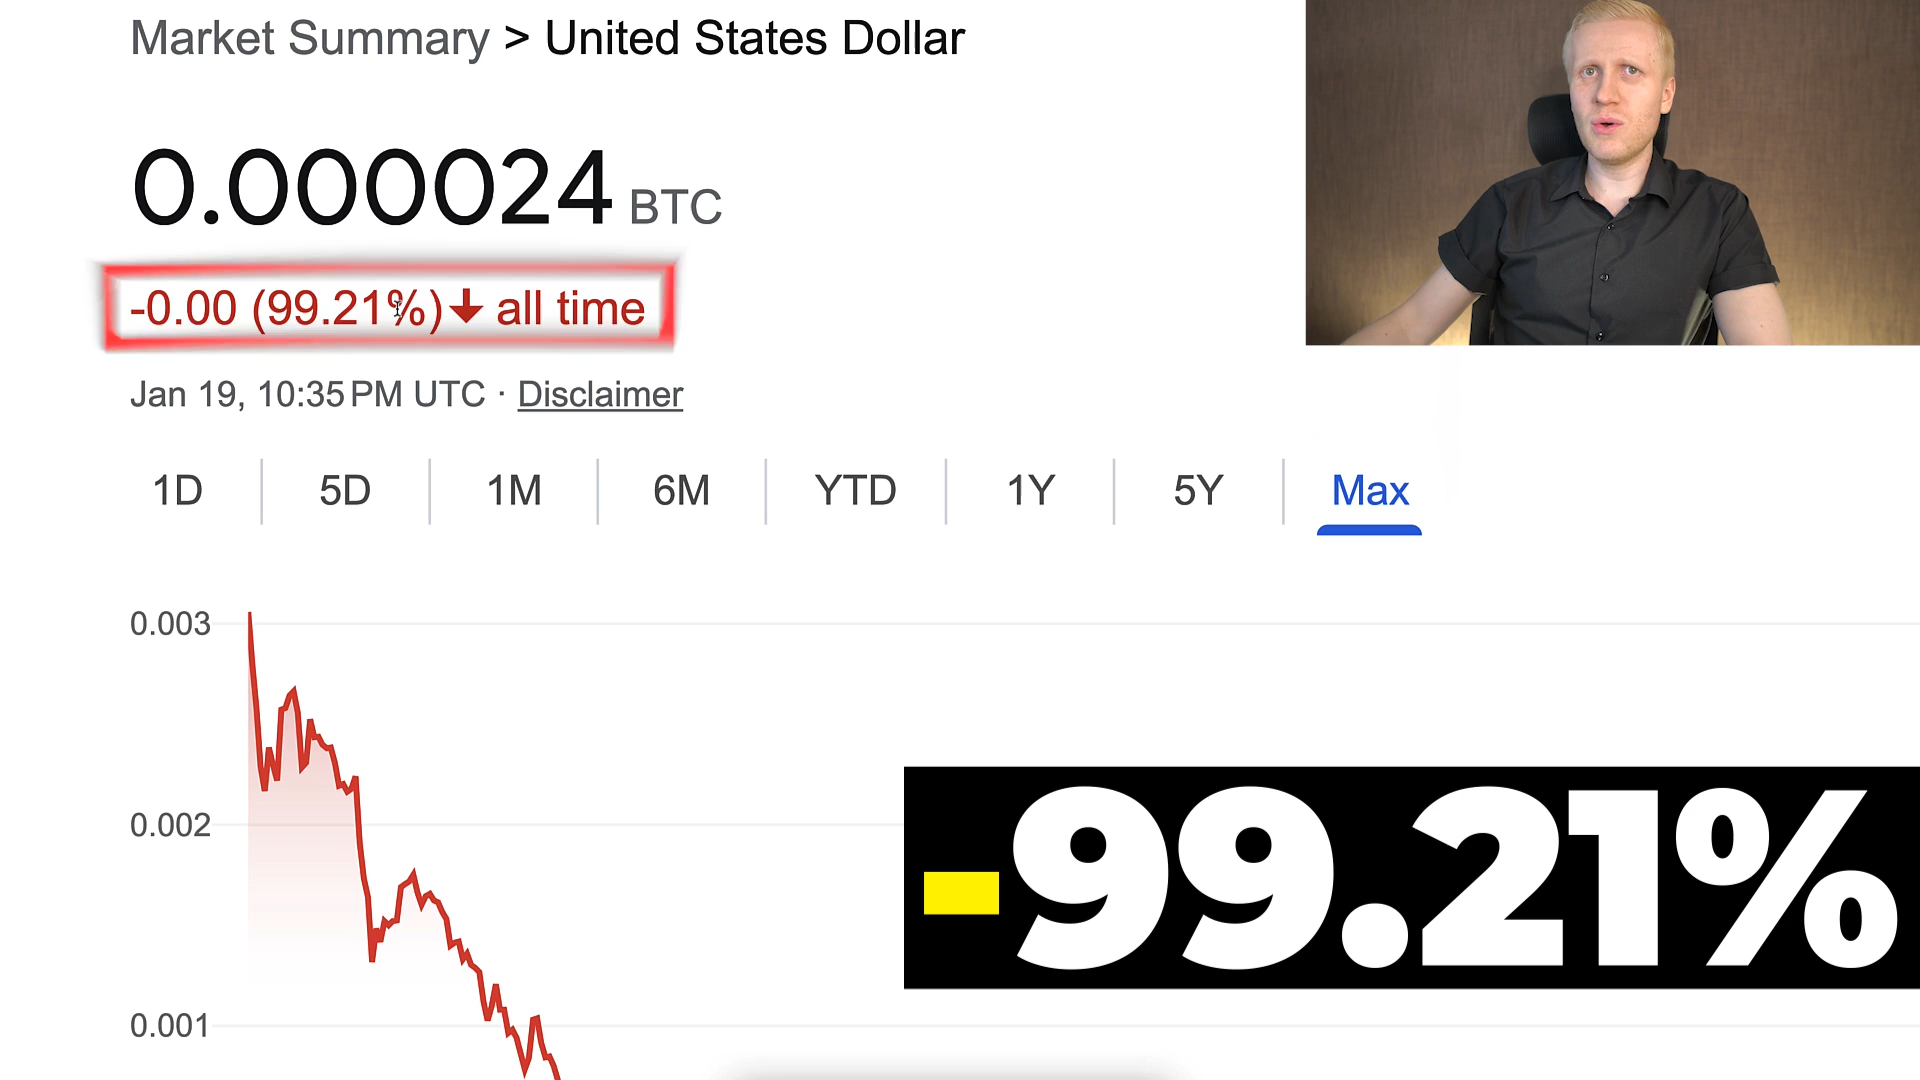 Market Summary > United States Dollar
0.000024 BTC
-0.00 (99.21%) ↓ all time
Jan 19, 10:35 PM UTC · Disclaimer
1D 5D 1M 6M YTD 1Y 5Y Max
0.003
0.002
0.001
-99.21%